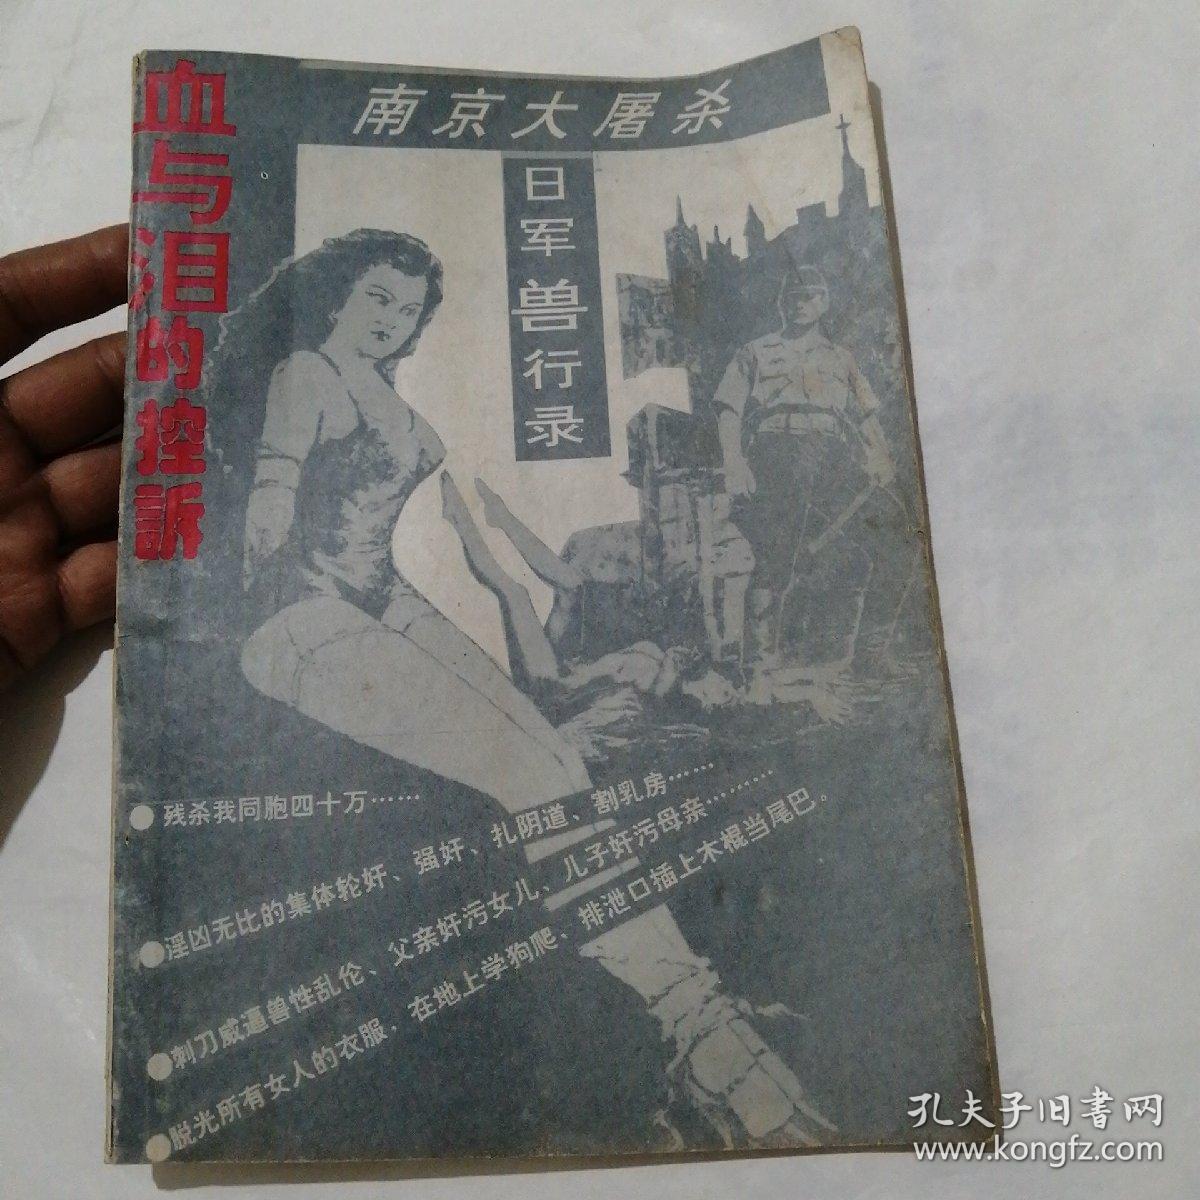 血与泪的控訴
南京大屠杀
日军兽行录
●残杀我同胞四十万……
●淫凶无比的集体轮奸、强奸、扎阴道、割乳房……
●刺刀威逼兽性乱伦、父亲奸污女儿、儿子奸污母亲………
●脱光所有女人的衣服，在地上学狗爬、排泄口插上木棍当尾巴。
孔夫子旧書网
www.kongfz.com